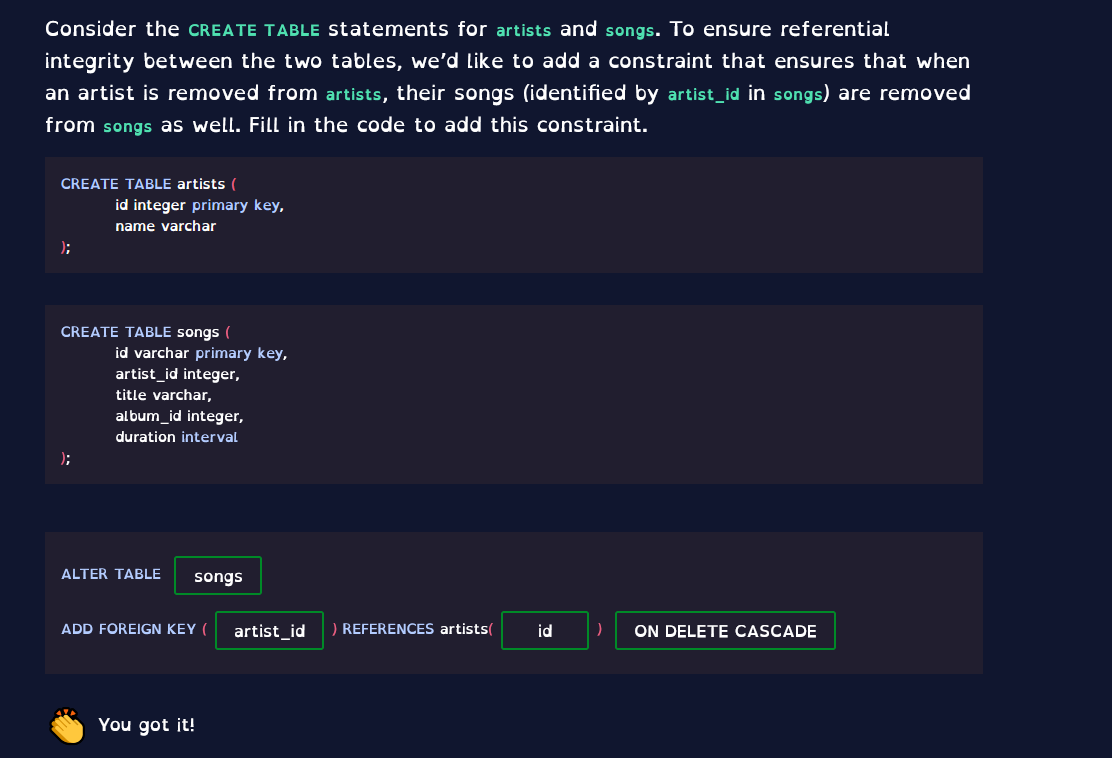 Consider the CREATE TABLE statements for artists and songs. To ensure referential
integrity between the two tables, we’d like to add a constraint that ensures that when
an artist is removed from artists, their songs (identified by artist_id in songs) are removed
from songs as well. Fill in the code to add this constraint.
CREATE TABLE artists (
id integer primary key,
name varchar
);
CREATE TABLE songs (
id varchar primary key,
artist_id integer,
title varchar,
album_id integer,
duration interval
);
ALTER TABLE songs
ADD FOREIGN KEY ( artist_id ) REFERENCES artists( id ) ON DELETE CASCADE
You got it!